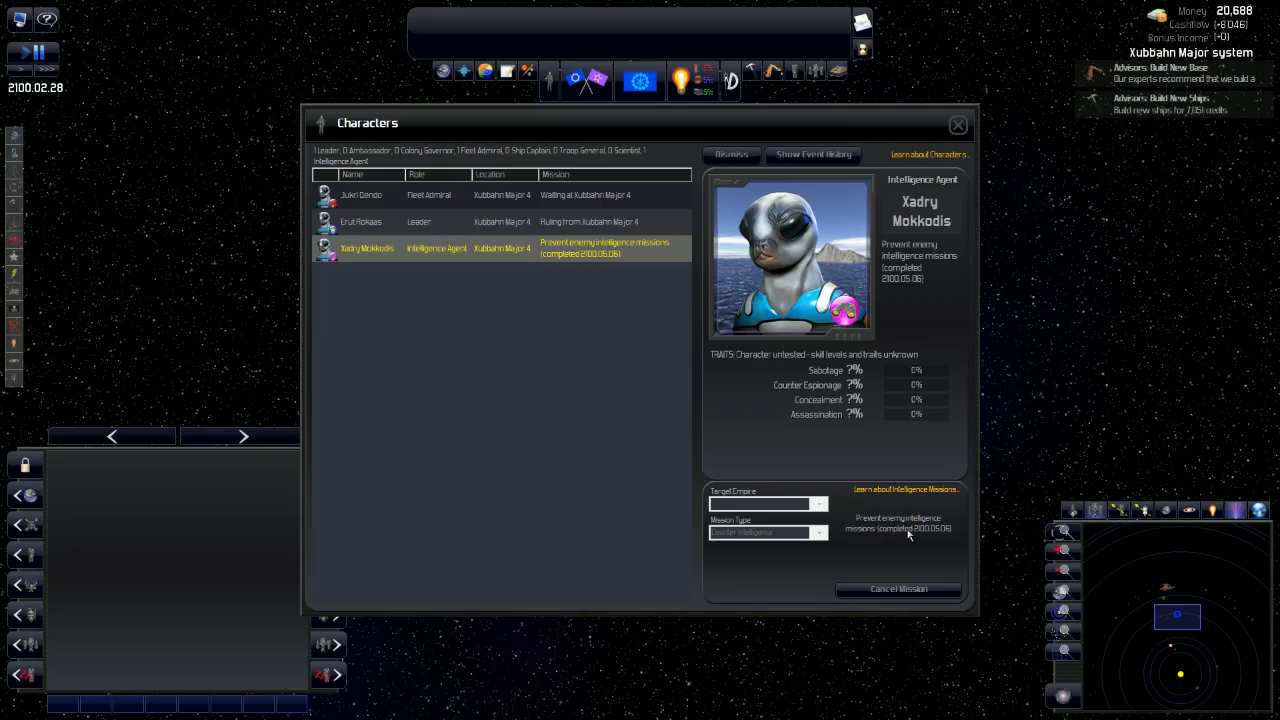 Money 20,688
Cashflow (-8,046)
Bonus Income (-0)
Xubbahn Major system
Advisors: Build New Base
Our experts recommend that we build a
Advisors: Build New Ships
Build new ships for 7,051 credits
2100.02.28
Characters
1 Leader, 0 Ambassador, 0 Colony Governor, 1 Fleet Admiral, 0 Ship Captain, 0 Troop General, 0 Scientist, 1
Intelligence Agent
Name Role Location Mission
Jukri Gendo Fleet Admiral Xubbahn Major 4 Waiting at Xubbahn Major 4
Erut Rokaas Leader Xubbahn Major 4 Ruling from Xubbahn Major 4
Xadry Mokkodis Intelligence Agent Xubbahn Major 4 Prevent enemy intelligence missions
(completed 2100.05.06)
Dismiss Show Event History Learn about Characters...
Intelligence Agent
Xadry
Mokkodis
Prevent enemy
intelligence missions
(completed
2100.05.06)
TRAITS: Character untested - skill levels and traits unknown
Sabotage ?% 0%
Counter Espionage ?% 0%
Concealment ?% 0%
Assassination ?% 0%
Target Empire
Learn about Intelligence Missions...
Mission Type
Counter Intelligence
Prevent enemy intelligence
missions (completed 2100.05.06)
Cancel Mission